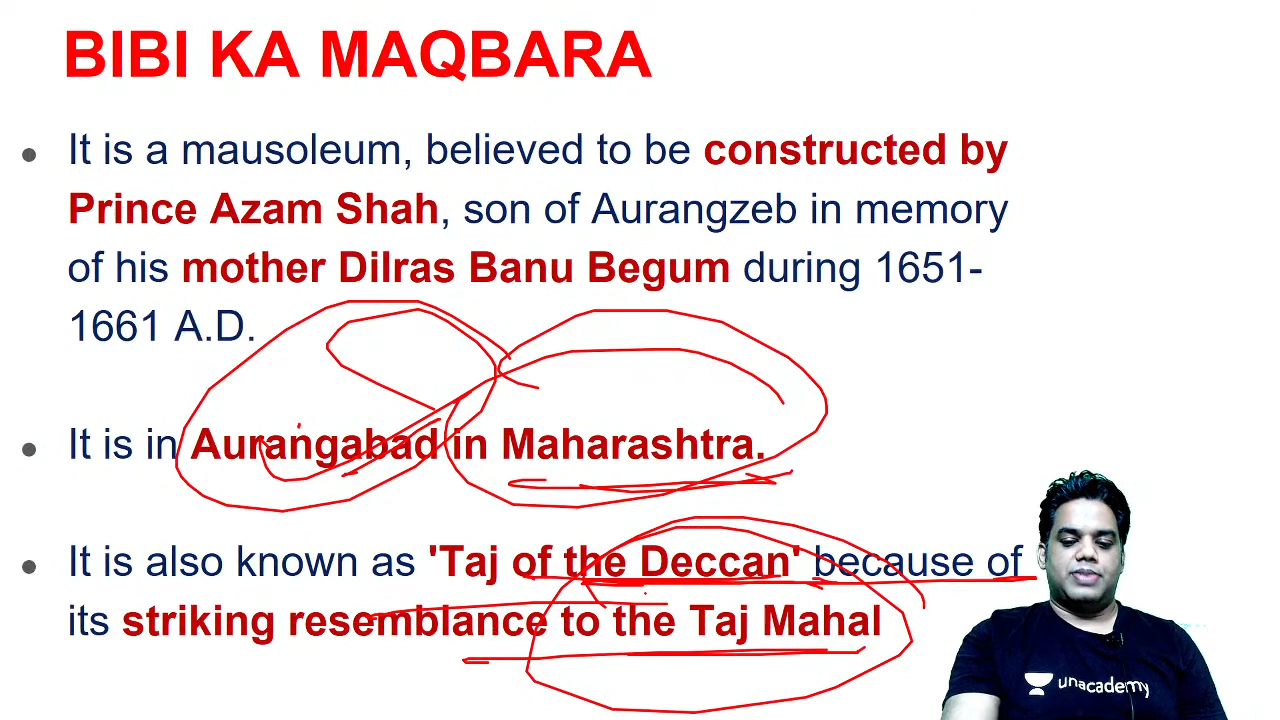 BIBI KA MAQBARA
• It is a mausoleum, believed to be constructed by
Prince Azam Shah, son of Aurangzeb in memory
of his mother Dilras Banu Begum during 1651-
1661 A.D.
• It is in Aurangabad in Maharashtra.
• It is also known as 'Taj of the Deccan' because of
its striking resemblance to the Taj Mahal
unacademy